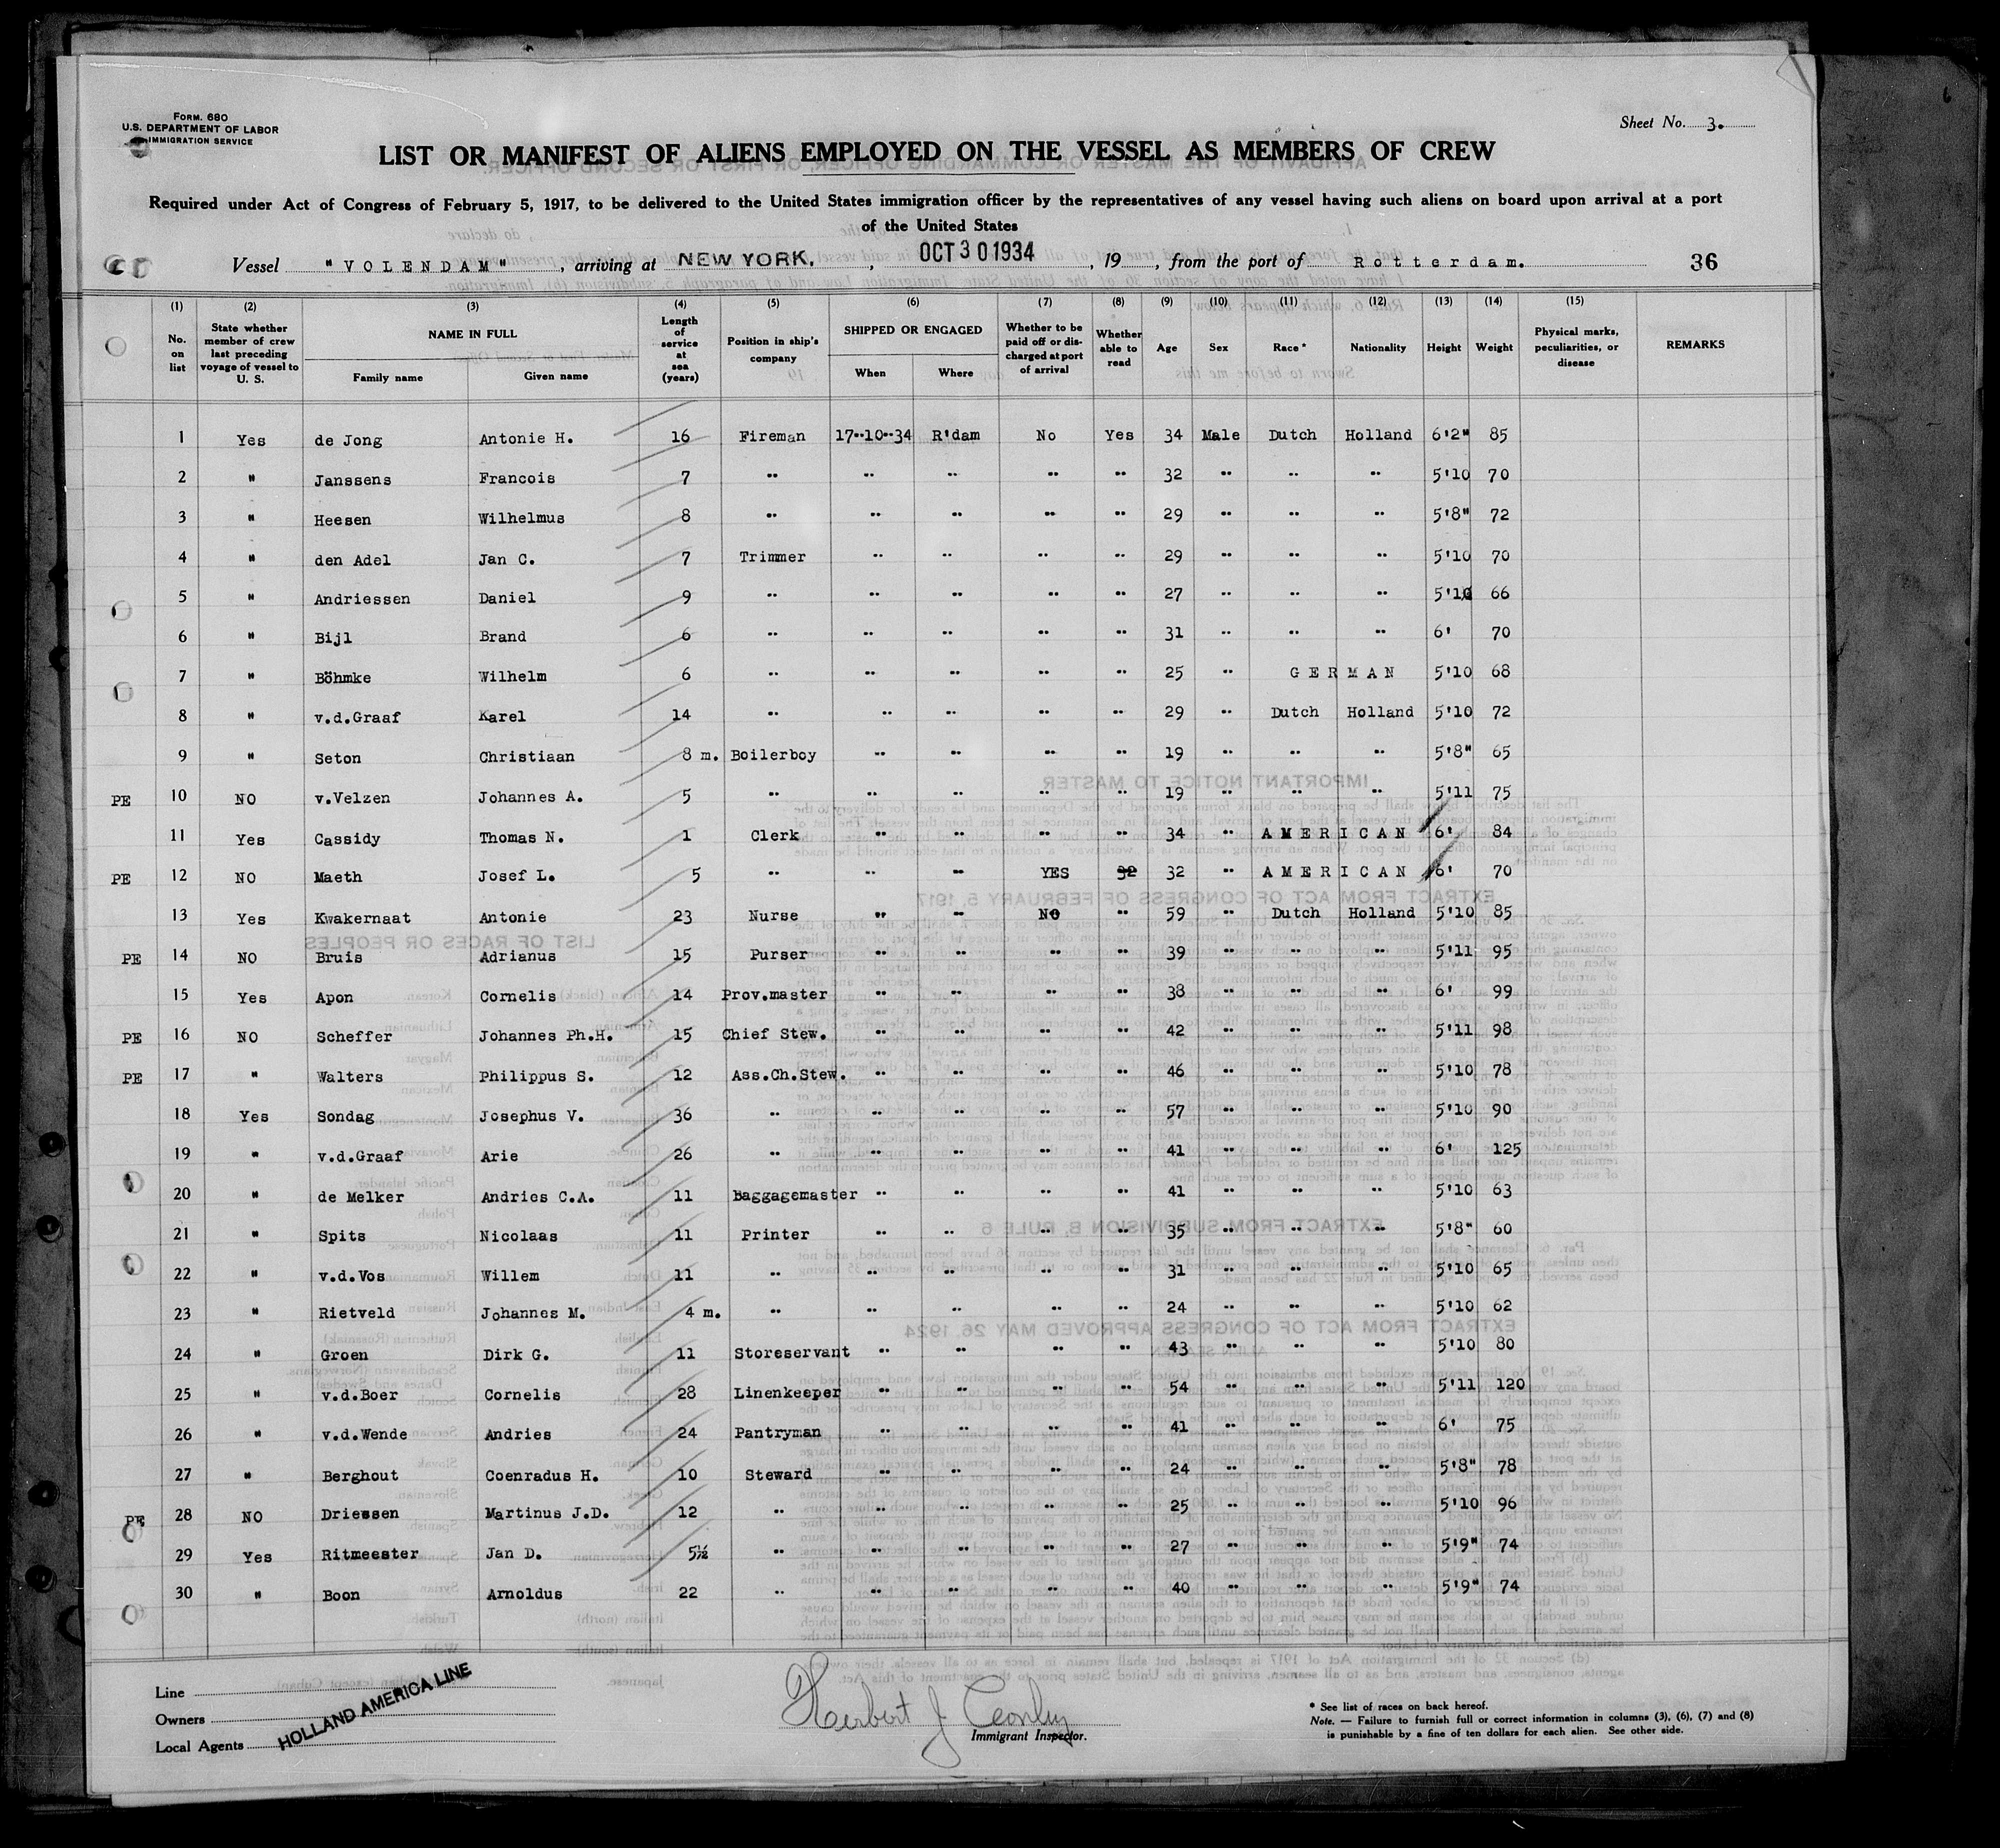 Form. 680
U.S. DEPARTMENT OF LABOR
IMMIGRATION SERVICE
Sheet No. 3.
LIST OR MANIFEST OF ALIENS EMPLOYED ON THE VESSEL AS MEMBERS OF CREW
Required under Act of Congress of February 5, 1917, to be delivered to the United States immigration officer by the representatives of any vessel having such aliens on board upon arrival at a port
of the United States
Vessel "VOLENDAM", arriving at NEW YORK, , OCT 30 1934, 19 , from the port of Rotterdam. 36
(1) (2) (3) (4) (5) (6) (7) (8) (9) (10) (11) (12) (13) (14) (15)
No. on list | State whether member of crew last preceding voyage of vessel to U. S. | NAME IN FULL Family name Given name | Length of service at sea (years) | Position in ship's company | SHIPPED OR ENGAGED When Where | Whether to be paid off or discharged at port of arrival | Whether able to read | Age | Sex | Race * | Nationality | Height | Weight | Physical marks, peculiarities, or disease | REMARKS
1 Yes de Jong Antonie H. 16 Fireman 17-10-34 R'dam No Yes 34 Male Dutch Holland 6'2" 85
2 " Janssens Francois 7 " " " " " 32 " " " 5'10 70
3 " Heesen Wilhelmus 8 " " " " " 29 " " " 5'8" 72
4 " den Adel Jan C. 7 Trimmer " " " " 29 " " " 5'10 70
5 " Andriessen Daniel 9 " " " " " 27 " " " 5'10 66
6 " Bijl Brand 6 " " " " " 31 " " " 6' 70
7 " Böhmke Wilhelm 6 " " " " " 25 " GERMAN 5'10 68
8 " v.d.Graaf Karel 14 " " " " " 29 " Dutch Holland 5'10 72
9 " Seton Christiaan 8 m. Boilerboy " " " " 19 " " " 5'8" 65
PE 10 NO v.Velzen Johannes A. 5 " " " " " 19 " " " 5'11 75
11 Yes Cassidy Thomas N. 1 Clerk " " " " 34 " AMERICAN 6' 84
PE 12 NO Maeth Josef L. 5 " " " YES 32 32 " AMERICAN 6' 70
13 Yes Kwakernaat Antonie 23 Nurse " " NO " 59 " Dutch Holland 5'10 85
PE 14 NO Bruis Adrianus 15 Purser " " " " 39 " " " 5'11 95
15 Yes Apon Cornelis 14 Prov.master " " " " 38 " " " 6' 99
PE 16 NO Scheffer Johannes Ph.H. 15 Chief Stew. " " " " 42 " " " 5'11 98
PE 17 " Walters Philippus S. 12 Ass.Ch.Stew. " " " " 46 " " " 5'10 78
18 Yes Sondag Josephus V. 36 " " " " " 57 " " " 5'10 90
19 " v.d.Graaf Arie 26 " " " " " 41 " " " 6' 125
20 " de Melker Andries C.A. 11 Baggagemaster " " " " 41 " " " 5'10 63
21 " Spits Nicolaas 11 Printer " " " " 35 " " " 5'8" 60
22 " v.d.Vos Willem 11 " " " " " 31 " " " 5'10 65
23 " Rietveld Johannes M. 4 m. " " " " " 24 " " " 5'10 62
24 " Groen Dirk G. 11 Storeservant " " " " 43 " " " 5'10 80
25 " v.d.Boer Cornelis 28 Linenkeeper " " " " 54 " " " 5'11 120
26 " v.d.Wende Andries 24 Pantryman " " " " 41 " " " 6' 75
27 " Berghout Coenradus H. 10 Steward " " " " 24 " " " 5'8" 78
PE 28 NO Driessen Martinus J.D. 12 " " " " " 25 " " " 5'10 96
29 Yes Ritmeester Jan D. 5½ " " " " " 27 " " " 5'9" 74
30 " Boon Arnoldus 22 " " " " " 40 " " " 5'9" 74
Line
Owners
Local Agents
HOLLAND AMERICA LINE
Herbert J
Immigrant Inspector.
* See list of races on back hereof.
Note. — Failure to furnish full or correct information in columns (3), (6), (7) and (8)
is punishable by a fine of ten dollars for each alien. See other side.